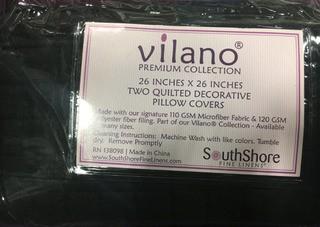 vilano®
PREMIUM COLLECTION
26 INCHES X 26 INCHES
TWO QUILTED DECORATIVE
PILLOW COVERS
Made with our signature 110 GSM Microfiber Fabric & 120 GSM
Polyester fiber filling. Part of our Vilano® Collection - Available
in many sizes.
Cleaning Instructions: Machine Wash with like colors. Tumble
dry. Remove Promptly
RN 138098 | Made in China
www.SouthShoreFineLinens.com
SouthShore
FINE LINENS